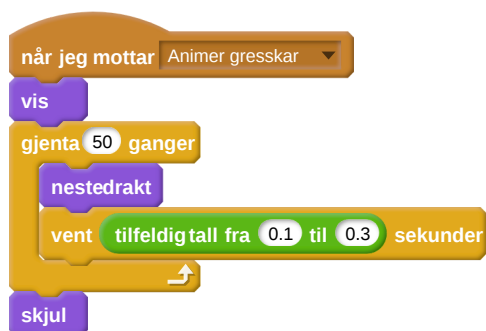 når jeg mottar Animer gresskar
vis
gjenta 50 ganger
nestedrakt
vent tilfeldig tall fra 0.1 til 0.3 sekunder
skjul